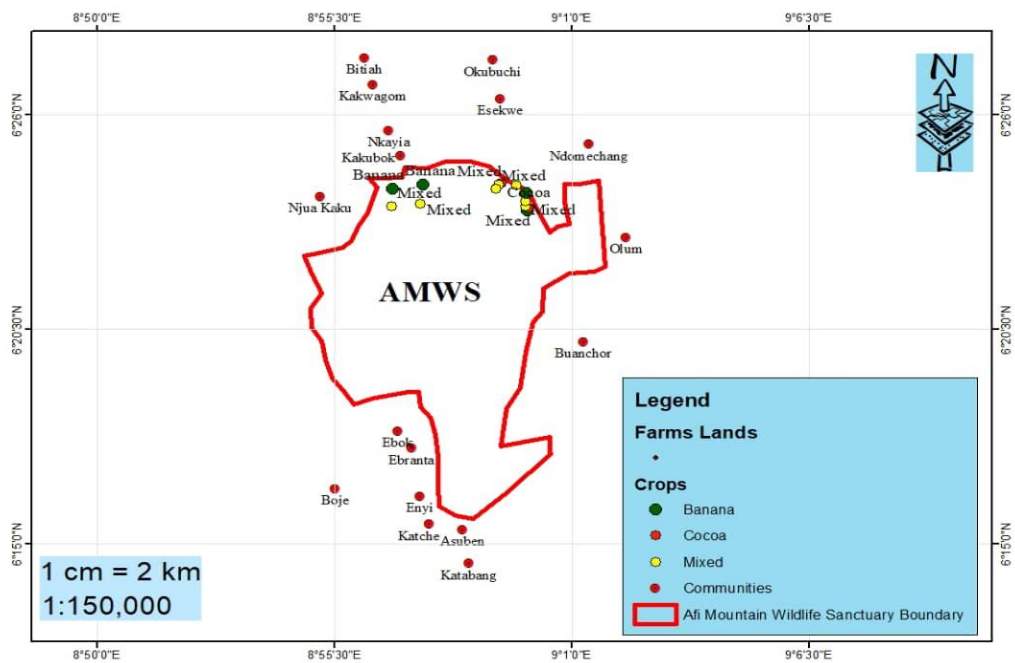 8°50'0"E 8°55'30"E 9°1'0"E 9°6'30"E
N
Bitiah
Okubuchi
Kakwagom
Esekwe
6°26'0"N 6°26'0"N
Nkayia
Kakubok
Ndomechang
Banana Mixed Mixed
Banana
Mixed Cocoa
Njua Kaku
Mixed Mixed
Mixed
Olum
AMWS
6°20'30"N 6°20'30"N
Buanchor
Legend
Farms Lands
Crops
Banana
Cocoa
Mixed
Communities
Afi Mountain Wildlife Sanctuary Boundary
Ebok
Ebranta
Boje
Enyi
Katche
Asuben
6°15'0"N 6°15'0"N
Katabang
1 cm = 2 km
1:150,000
8°50'0"E 8°55'30"E 9°1'0"E 9°6'30"E